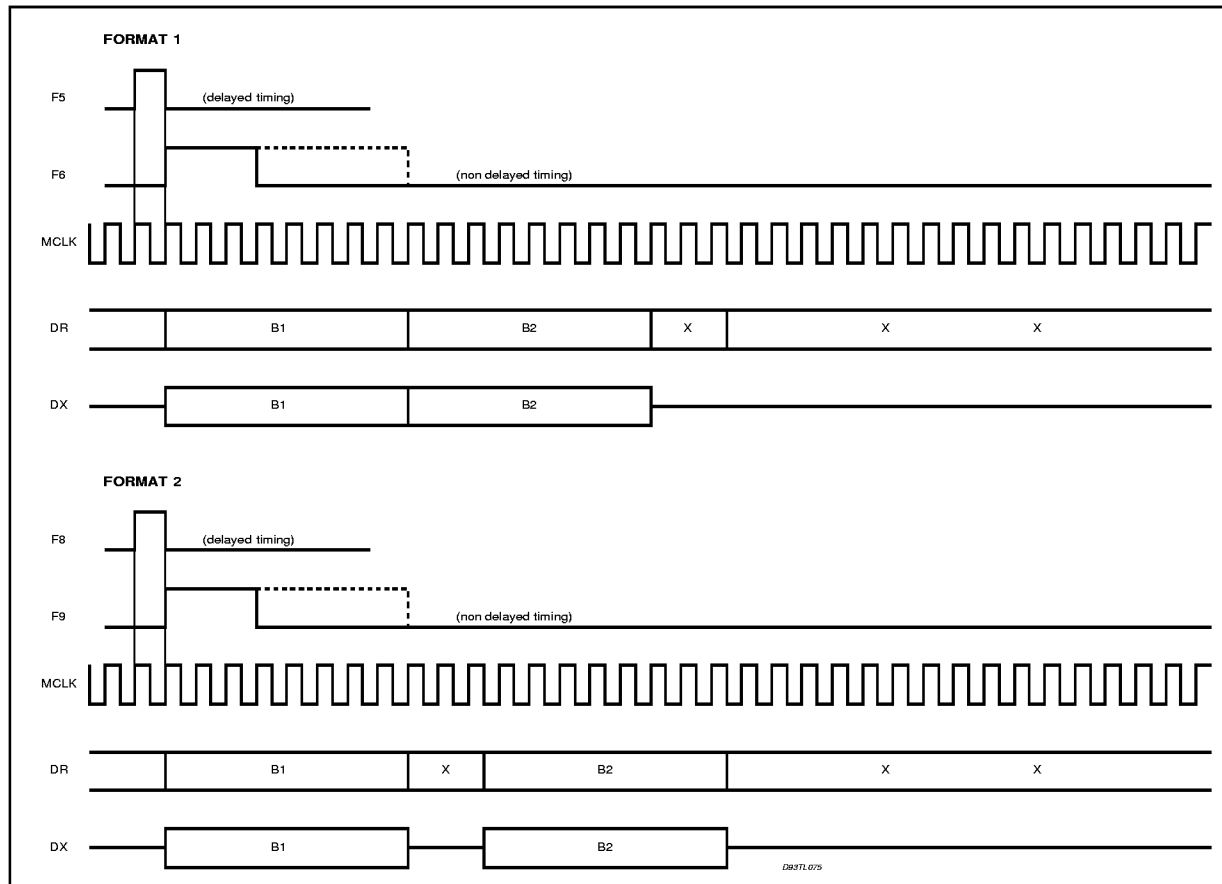 FORMAT 1
F5 (delayed timing)
F6 (non delayed timing)
MCLK
DR B1 B2 X X X
DX B1 B2
FORMAT 2
F8 (delayed timing)
F9 (non delayed timing)
MCLK
DR B1 X B2 X X
DX B1 B2
D93TL075